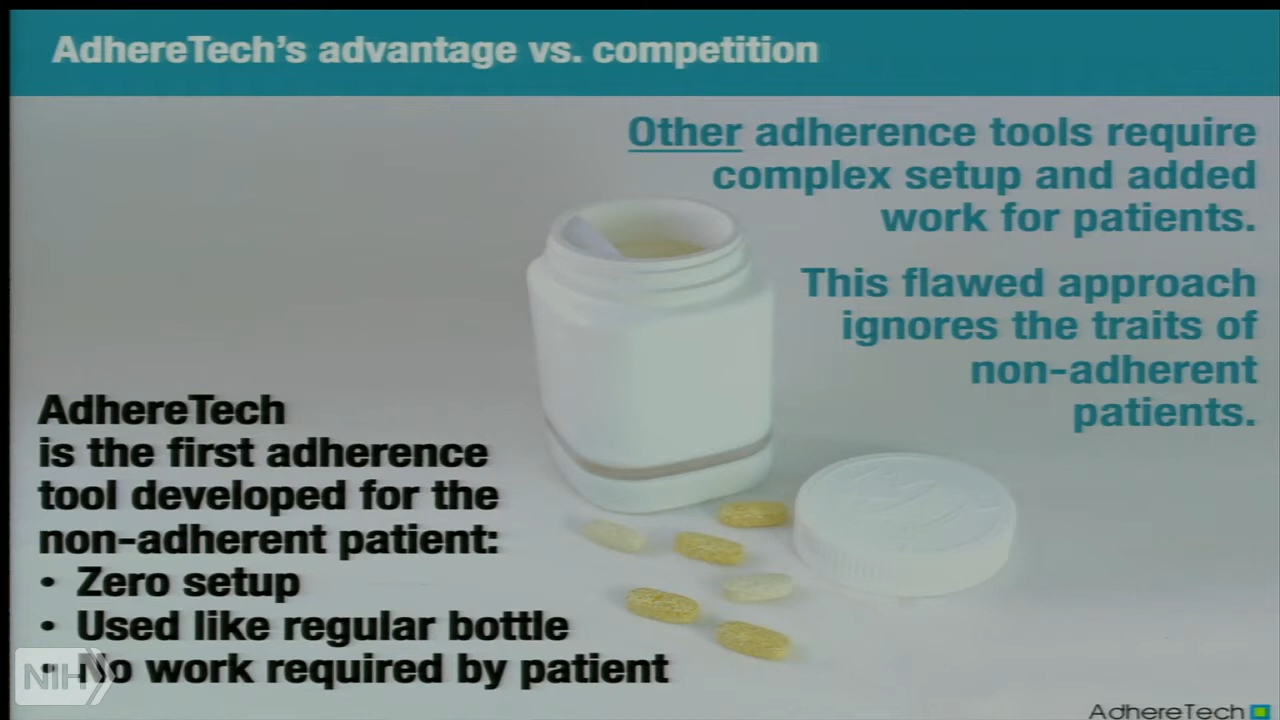 AdhereTech's advantage vs. competition
Other adherence tools require
complex setup and added
work for patients.
This flawed approach
ignores the traits of
non-adherent
patients.
AdhereTech
is the first adherence
tool developed for the
non-adherent patient:
• Zero setup
• Used like regular bottle
• No work required by patient
NIH
AdhereTech